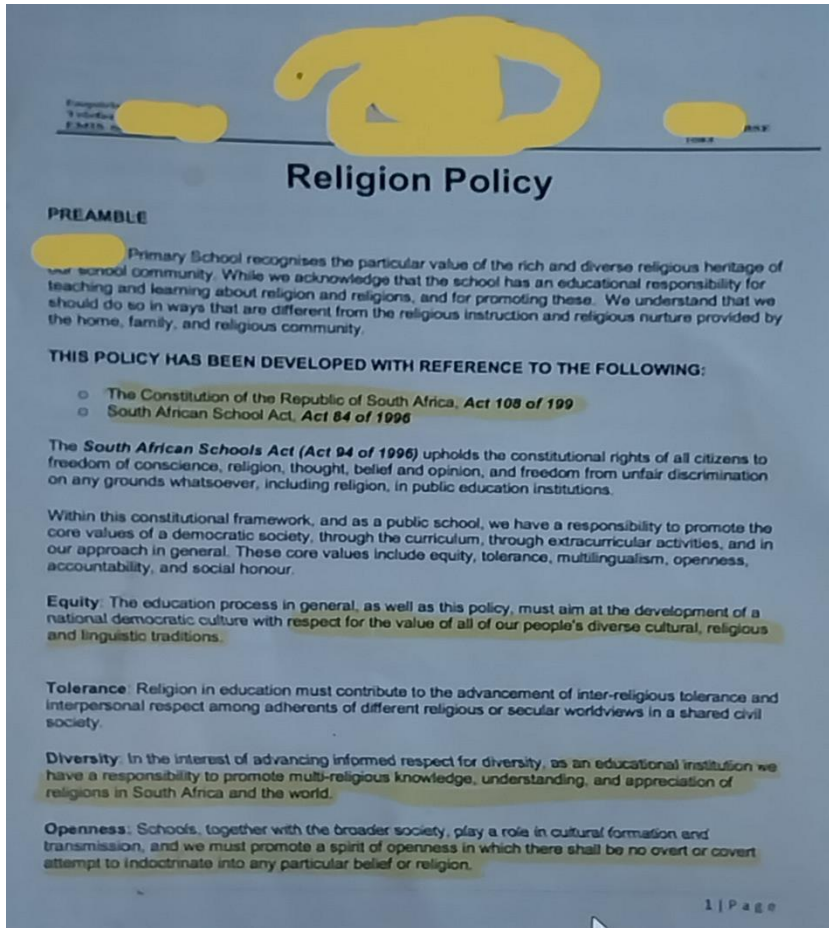 Religion Policy
PREAMBLE
Primary School recognises the particular value of the rich and diverse religious heritage of
our school community. While we acknowledge that the school has an educational responsibility for
teaching and learning about religion and religions, and for promoting these. We understand that we
should do so in ways that are different from the religious instruction and religious nurture provided by
the home, family, and religious community.
THIS POLICY HAS BEEN DEVELOPED WITH REFERENCE TO THE FOLLOWING:
o The Constitution of the Republic of South Africa, Act 108 of 199
o South African School Act, Act 84 of 1996
The South African Schools Act (Act 94 of 1996) upholds the constitutional rights of all citizens to
freedom of conscience, religion, thought, belief and opinion, and freedom from unfair discrimination
on any grounds whatsoever, including religion, in public education institutions.
Within this constitutional framework, and as a public school, we have a responsibility to promote the
core values of a democratic society, through the curriculum, through extracurricular activities, and in
our approach in general. These core values include equity, tolerance, multilingualism, openness,
accountability, and social honour.
Equity: The education process in general, as well as this policy, must aim at the development of a
national democratic culture with respect for the value of all of our people's diverse cultural, religious
and linguistic traditions.
Tolerance: Religion in education must contribute to the advancement of inter-religious tolerance and
interpersonal respect among adherents of different religious or secular worldviews in a shared civil
society.
Diversity: In the interest of advancing informed respect for diversity, as an educational institution we
have a responsibility to promote multi-religious knowledge, understanding, and appreciation of
religions in South Africa and the world.
Openness: Schools, together with the broader society, play a role in cultural formation and
transmission, and we must promote a spirit of openness in which there shall be no overt or covert
attempt to indoctrinate into any particular belief or religion.
1 | Page